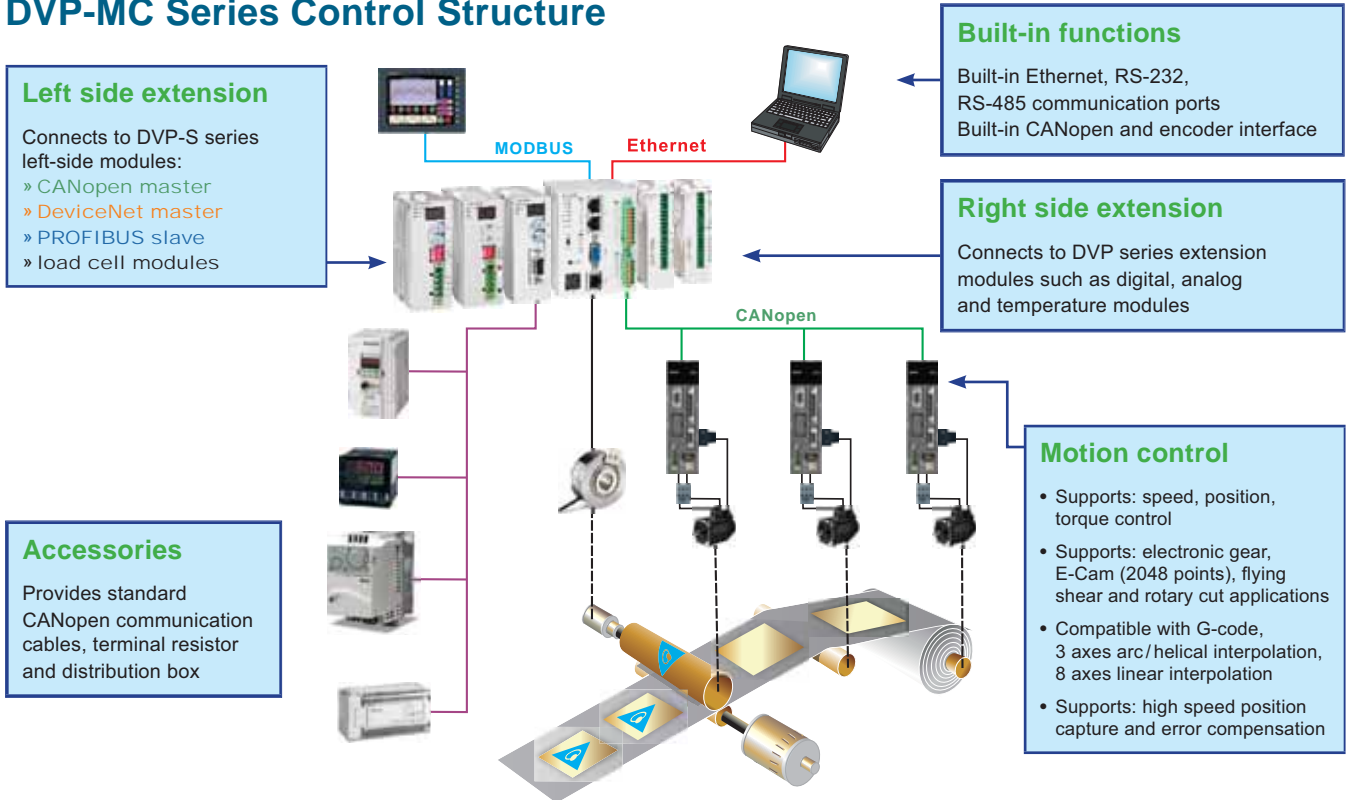 DVP-MC Series Control Structure
Left side extension
Connects to DVP-S series
left-side modules:
» CANopen master
» DeviceNet master
» PROFIBUS slave
» load cell modules
MODBUS
Ethernet
Built-in functions
Built-in Ethernet, RS-232,
RS-485 communication ports
Built-in CANopen and encoder interface
Right side extension
Connects to DVP series extension
modules such as digital, analog
and temperature modules
CANopen
Motion control
• Supports: speed, position,
torque control
• Supports: electronic gear,
E-Cam (2048 points), flying
shear and rotary cut applications
• Compatible with G-code,
3 axes arc/helical interpolation,
8 axes linear interpolation
• Supports: high speed position
capture and error compensation
Accessories
Provides standard
CANopen communication
cables, terminal resistor
and distribution box